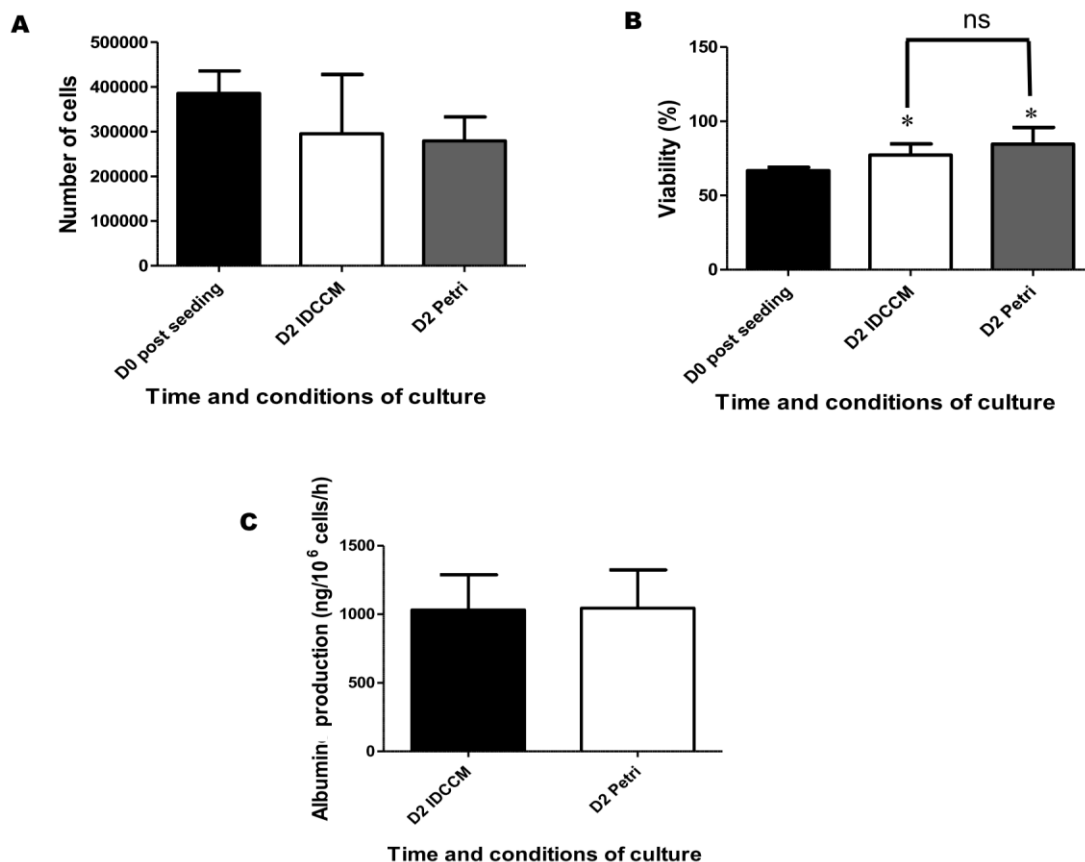 A
Number of cells
500000
400000
300000
200000
100000
0
D0 post seeding
D2 IDCCM
D2 Petri
Time and conditions of culture
B
ns
Viability (%)
150
100
50
0
*
*
D0 post seeding
D2 IDCCM
D2 Petri
Time and conditions of culture
C
Albumin production (ng/10⁶ cells/h)
1500
1000
500
0
D2 IDCCM
D2 Petri
Time and conditions of culture